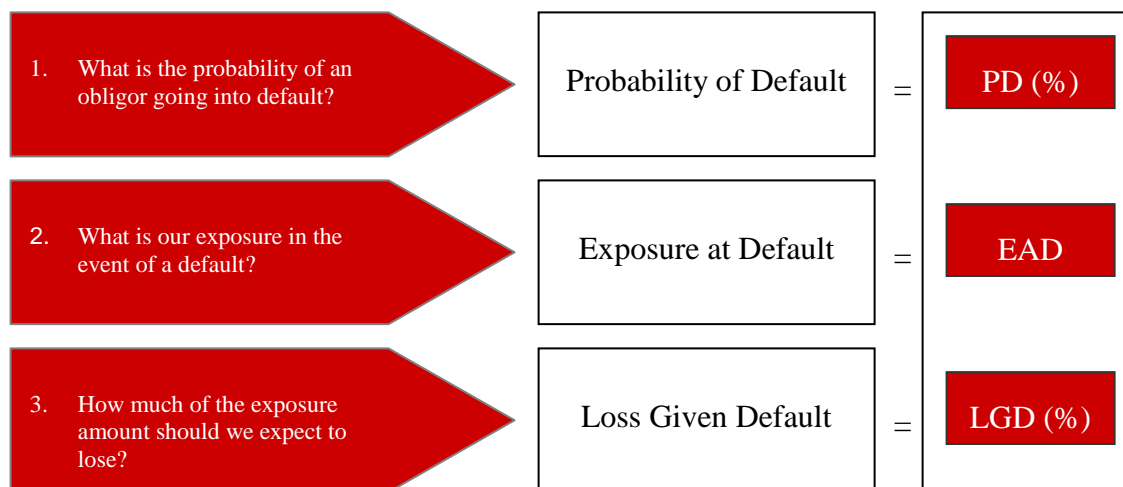 1. What is the probability of an
obligor going into default?
Probability of Default
=
PD (%)
2. What is our exposure in the
event of a default?
Exposure at Default
=
EAD
3. How much of the exposure
amount should we expect to
lose?
Loss Given Default
=
LGD (%)